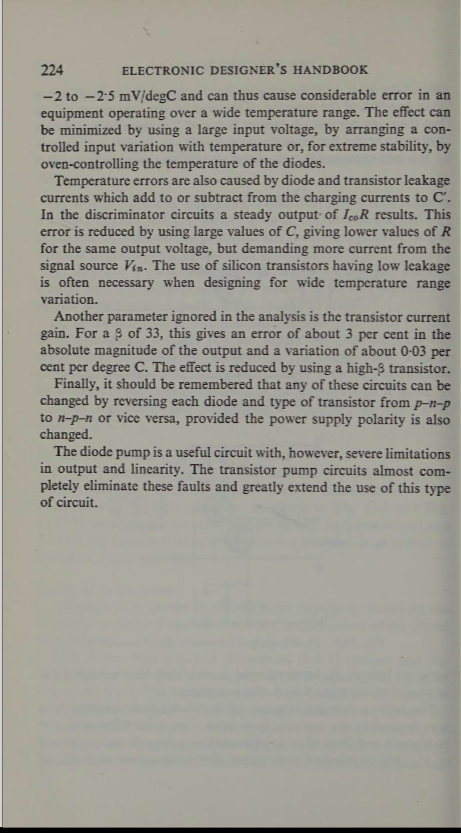 224 ELECTRONIC DESIGNER'S HANDBOOK
−2 to −2·5 mV/degC and can thus cause considerable error in an
equipment operating over a wide temperature range. The effect can
be minimized by using a large input voltage, by arranging a con-
trolled input variation with temperature or, for extreme stability, by
oven-controlling the temperature of the diodes.
Temperature errors are also caused by diode and transistor leakage
currents which add to or subtract from the charging currents to C′.
In the discriminator circuits a steady output of IcoR results. This
error is reduced by using large values of C, giving lower values of R
for the same output voltage, but demanding more current from the
signal source Vin. The use of silicon transistors having low leakage
is often necessary when designing for wide temperature range
variation.
Another parameter ignored in the analysis is the transistor current
gain. For a β of 33, this gives an error of about 3 per cent in the
absolute magnitude of the output and a variation of about 0·03 per
cent per degree C. The effect is reduced by using a high-β transistor.
Finally, it should be remembered that any of these circuits can be
changed by reversing each diode and type of transistor from p–n–p
to n–p–n or vice versa, provided the power supply polarity is also
changed.
The diode pump is a useful circuit with, however, severe limitations
in output and linearity. The transistor pump circuits almost com-
pletely eliminate these faults and greatly extend the use of this type
of circuit.